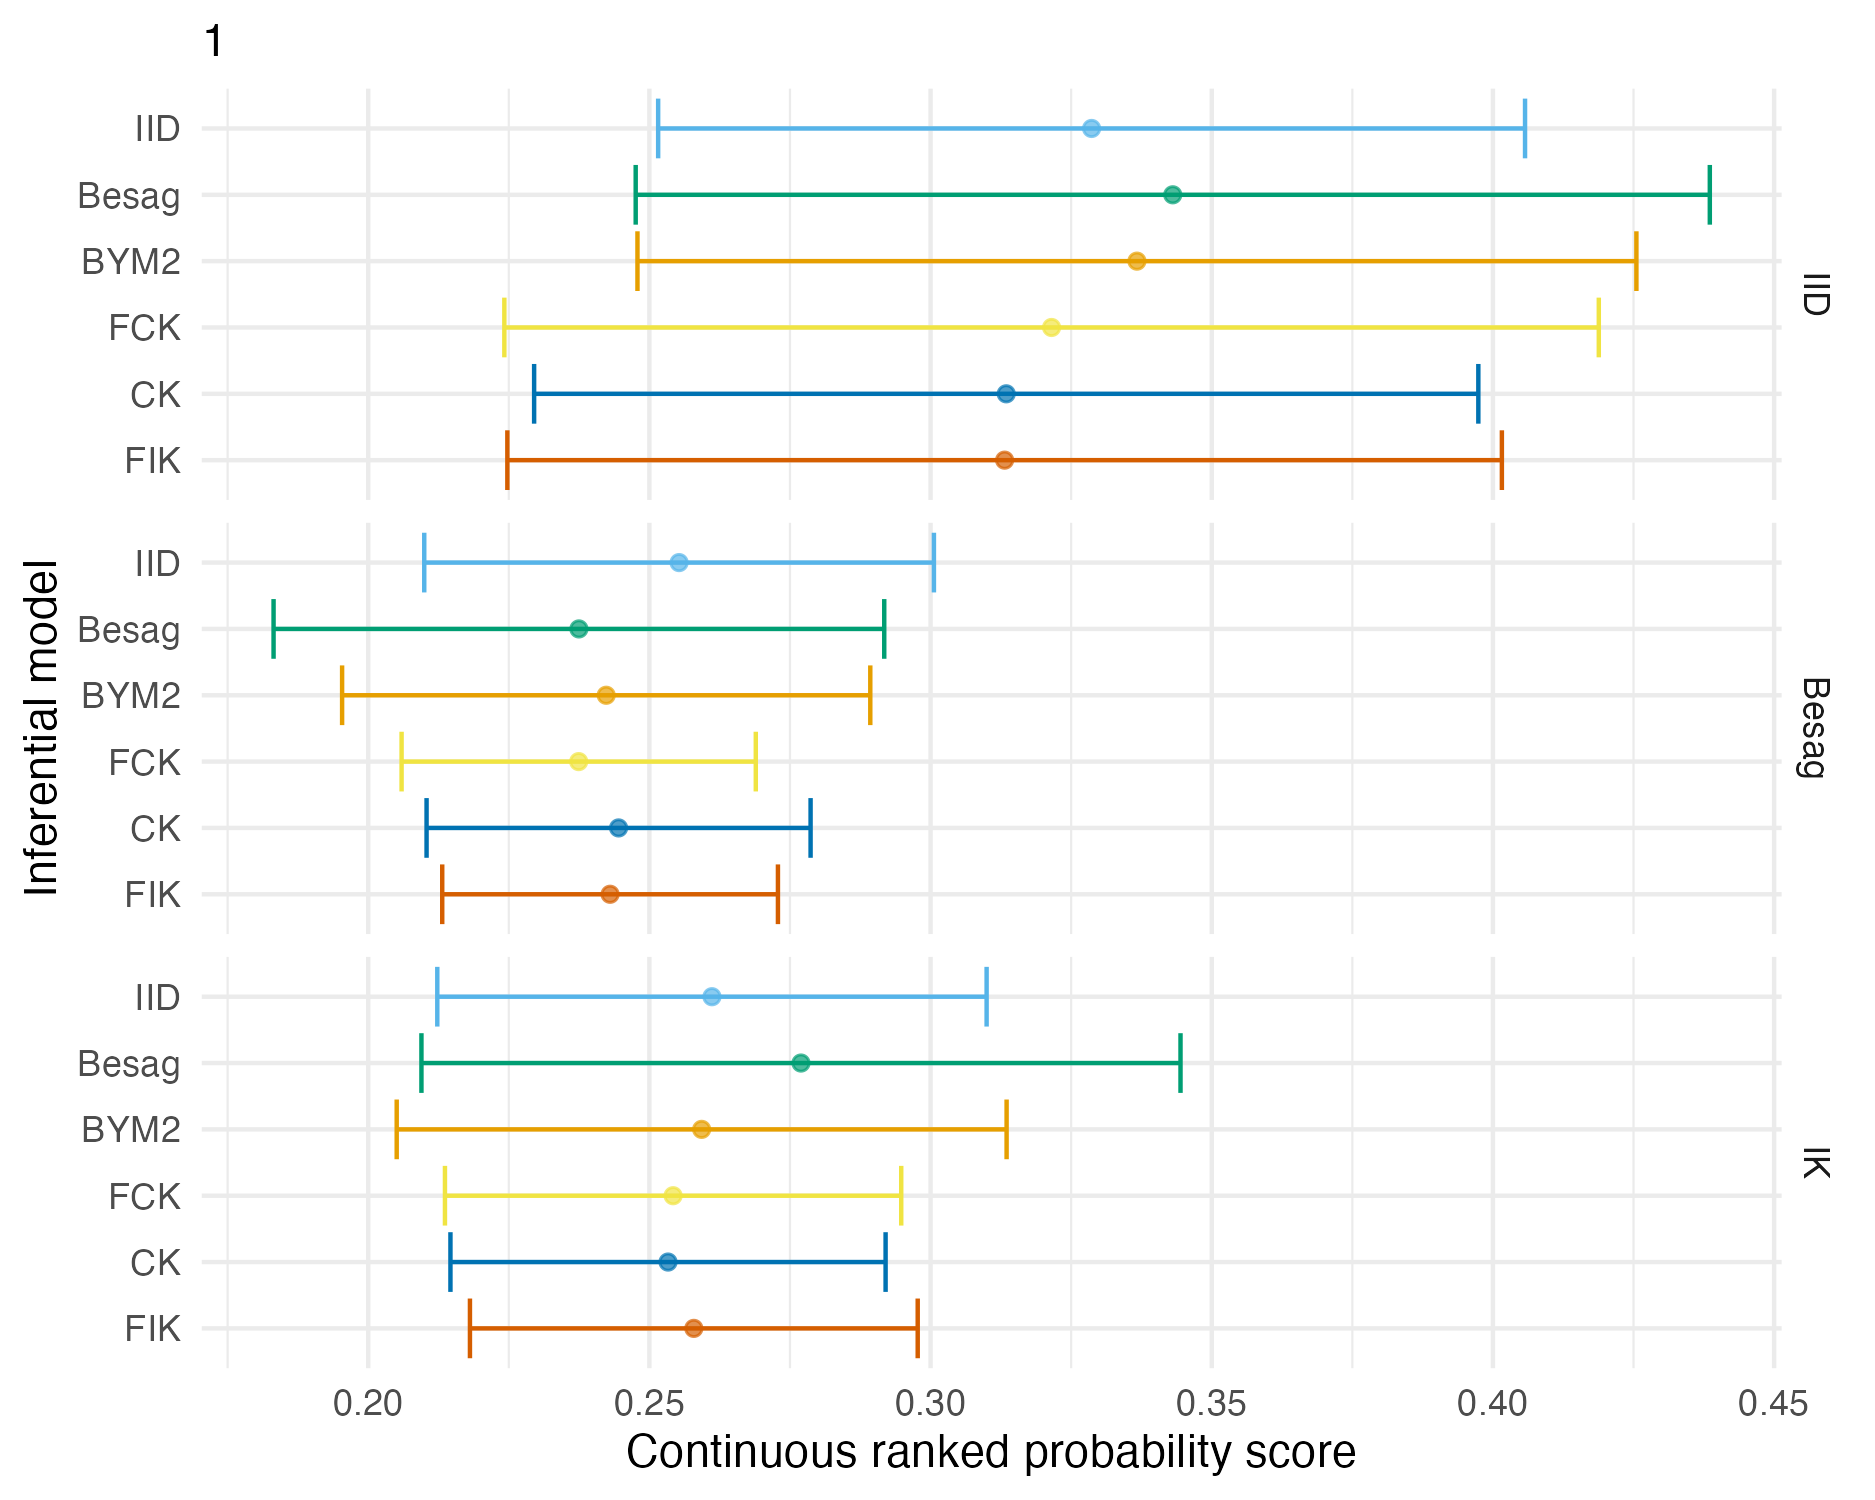 1
IID
Besag
BYM2
FCK
CK
FIK
IID
IID
Besag
BYM2
FCK
CK
FIK
Besag
IID
Besag
BYM2
FCK
CK
FIK
IK
Inferential model
0.20 0.25 0.30 0.35 0.40 0.45
Continuous ranked probability score